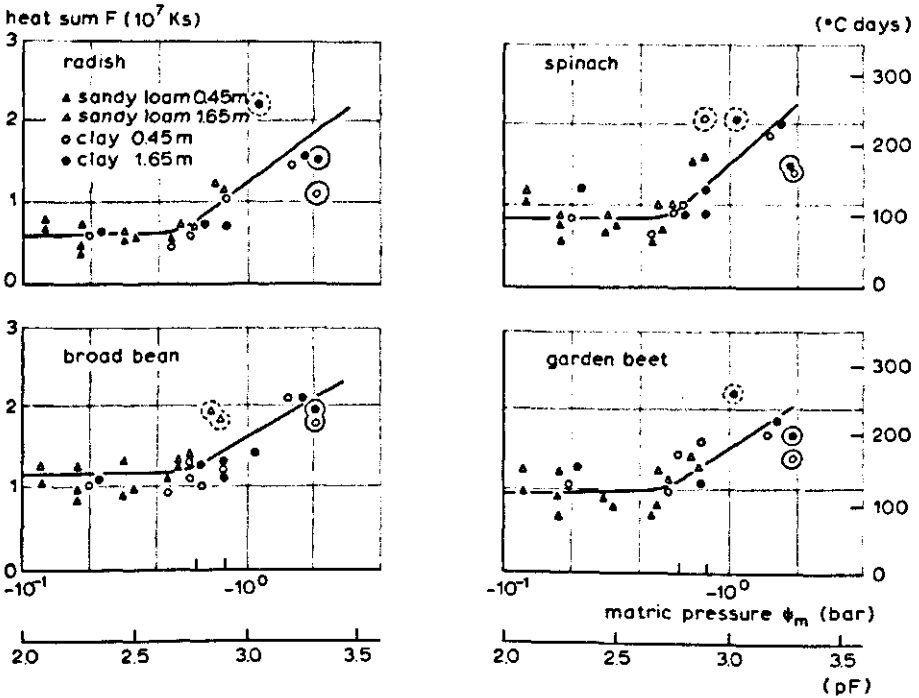 heat sum F (10⁷ Ks)
(°C days)
3
2
1
0
radish
▲ sandy loam 0.45m
△ sandy loam 1.65m
○ clay 0.45m
● clay 1.65m
spinach
300
200
100
0
3
2
1
0
broad bean
garden beet
300
200
100
0
-10⁻¹ -10⁰
-10⁻¹ -10⁰
matric pressure ψm (bar)
2.0 2.5 3.0 3.5
2.0 2.5 3.0 3.5
(pF)